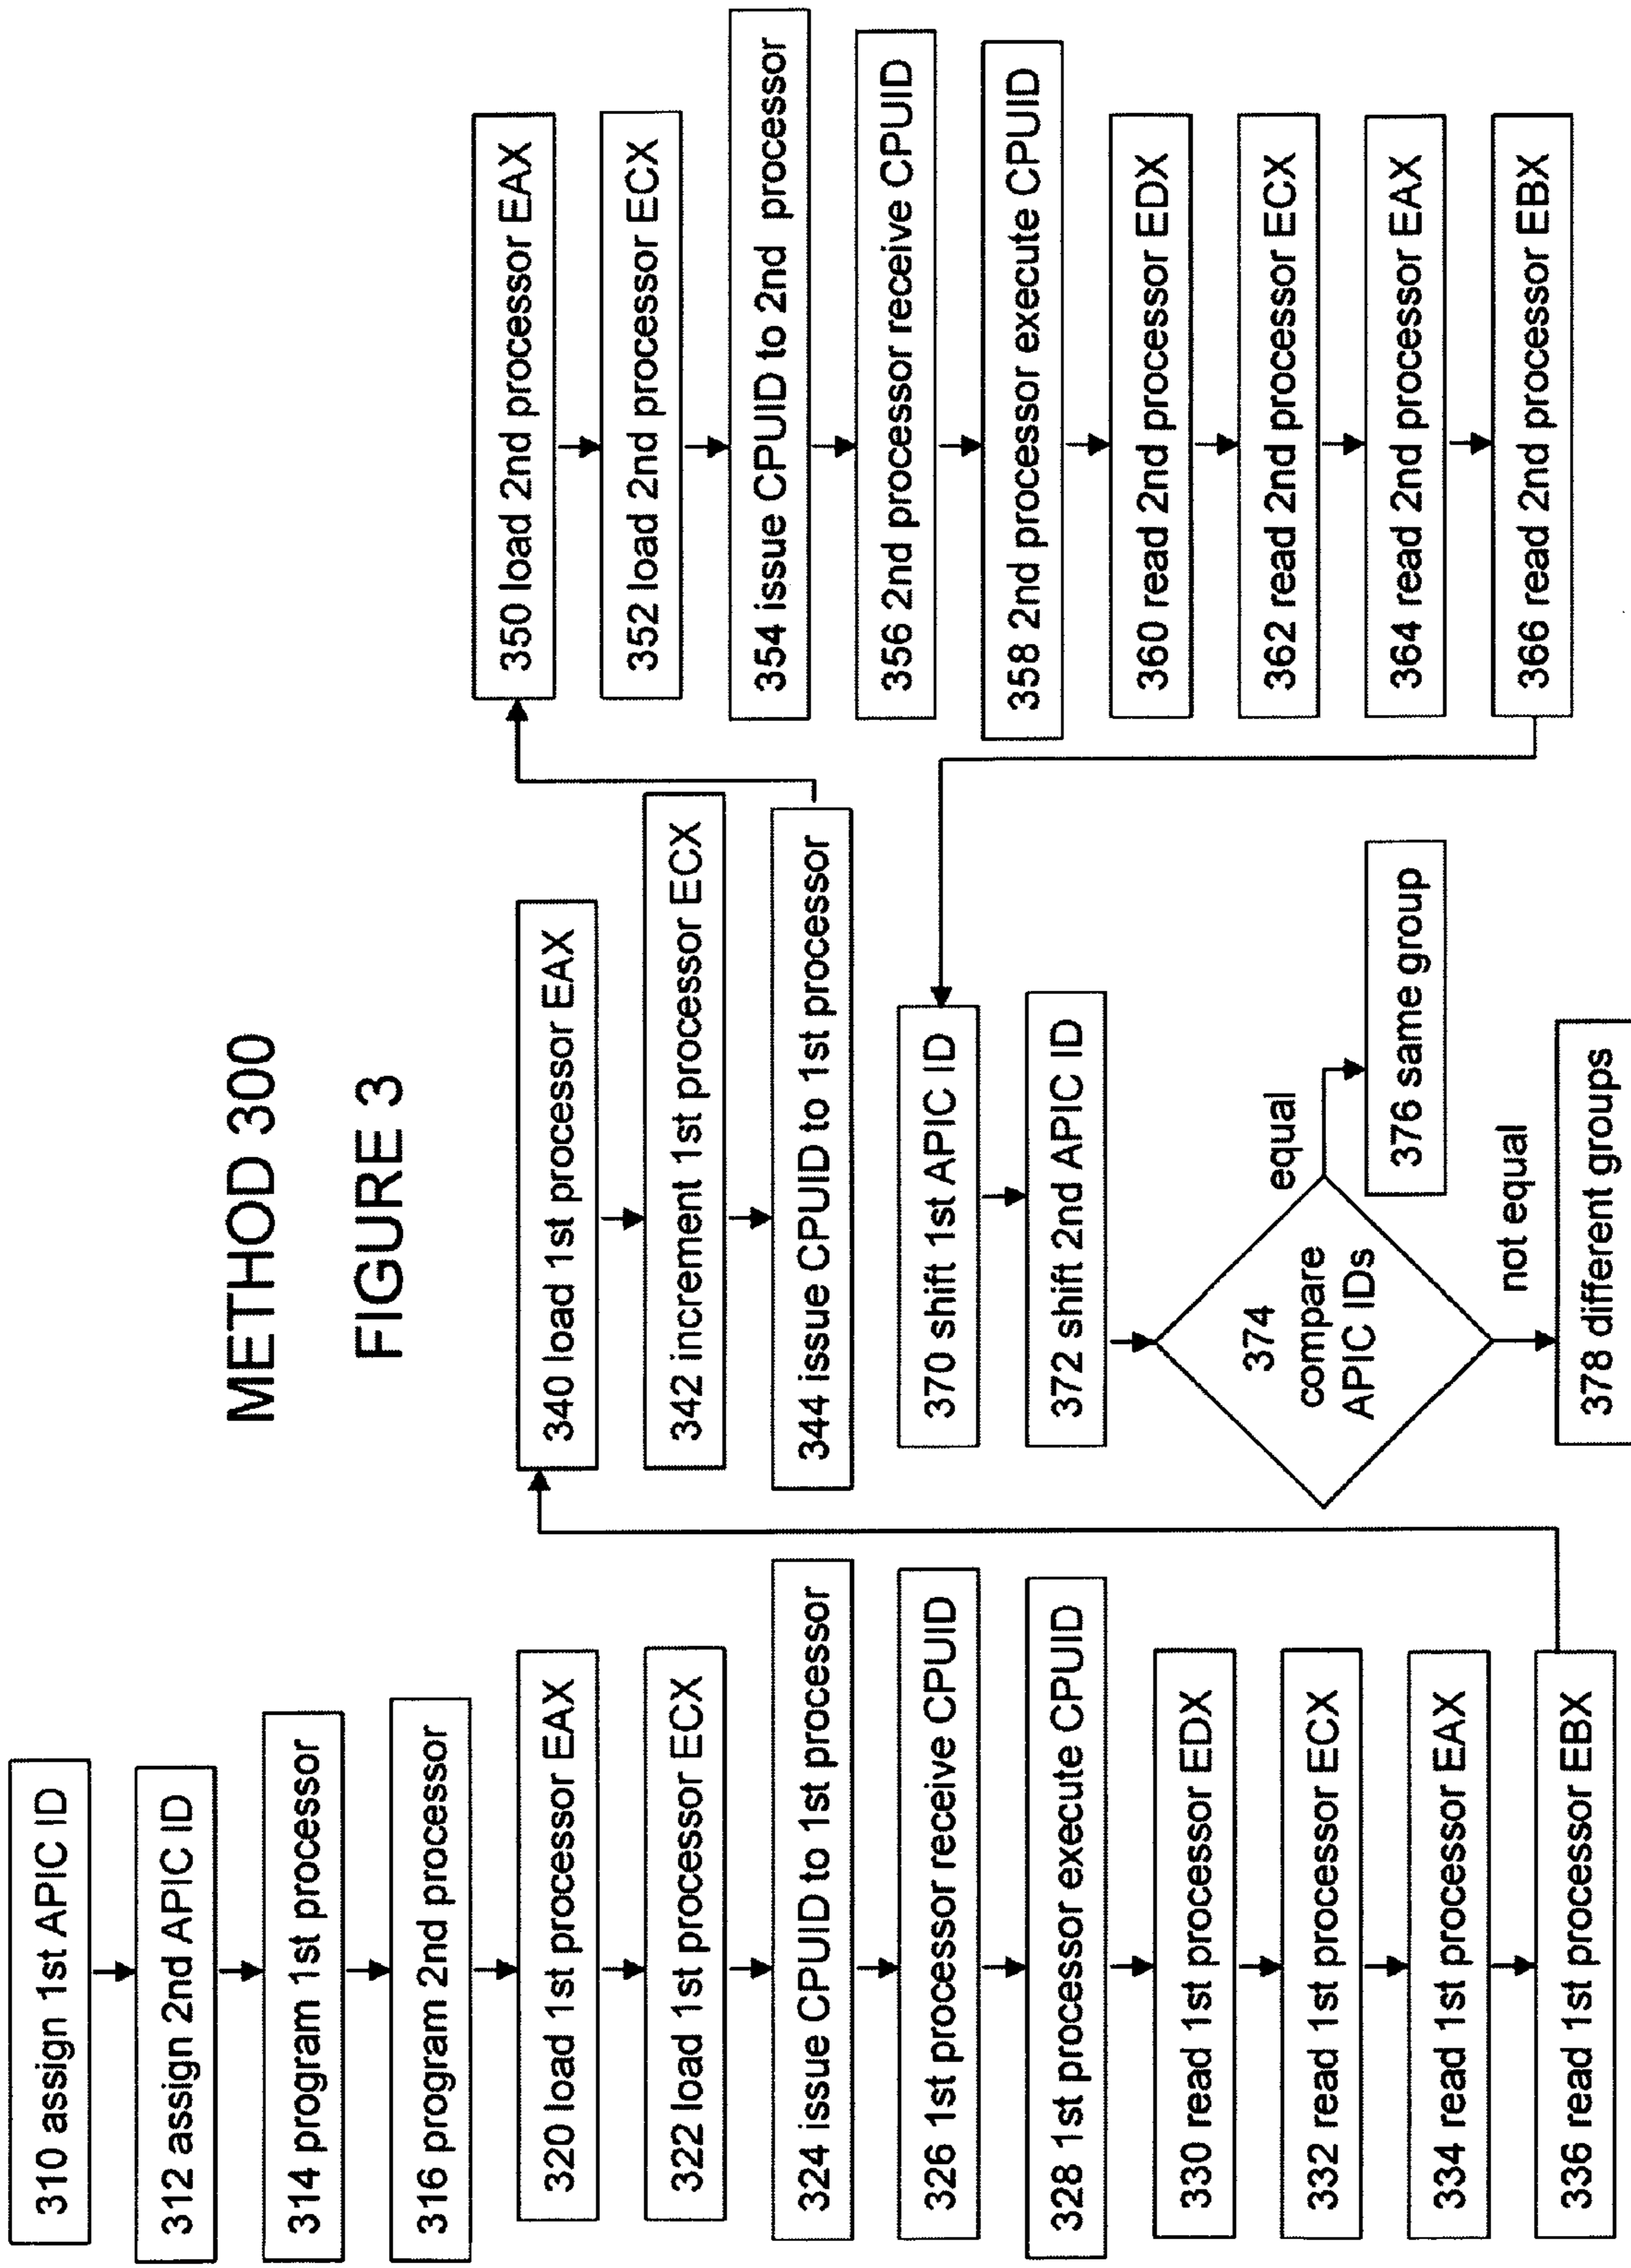 METHOD 300
FIGURE 3
310 assign 1st APIC ID
312 assign 2nd APIC ID
314 program 1st processor
316 program 2nd processor
320 load 1st processor EAX
322 load 1st processor ECX
324 issue CPUID to 1st processor
326 1st processor receive CPUID
328 1st processor execute CPUID
330 read 1st processor EDX
332 read 1st processor ECX
334 read 1st processor EAX
336 read 1st processor EBX
340 load 1st processor EAX
342 increment 1st processor ECX
344 issue CPUID to 1st processor
350 load 2nd processor EAX
352 load 2nd processor ECX
354 issue CPUID to 2nd processor
356 2nd processor receive CPUID
358 2nd processor execute CPUID
360 read 2nd processor EDX
362 read 2nd processor ECX
364 read 2nd processor EAX
366 read 2nd processor EBX
370 shift 1st APIC ID
372 shift 2nd APIC ID
374
compare
APIC IDs
equal
376 same group
not equal
378 different groups